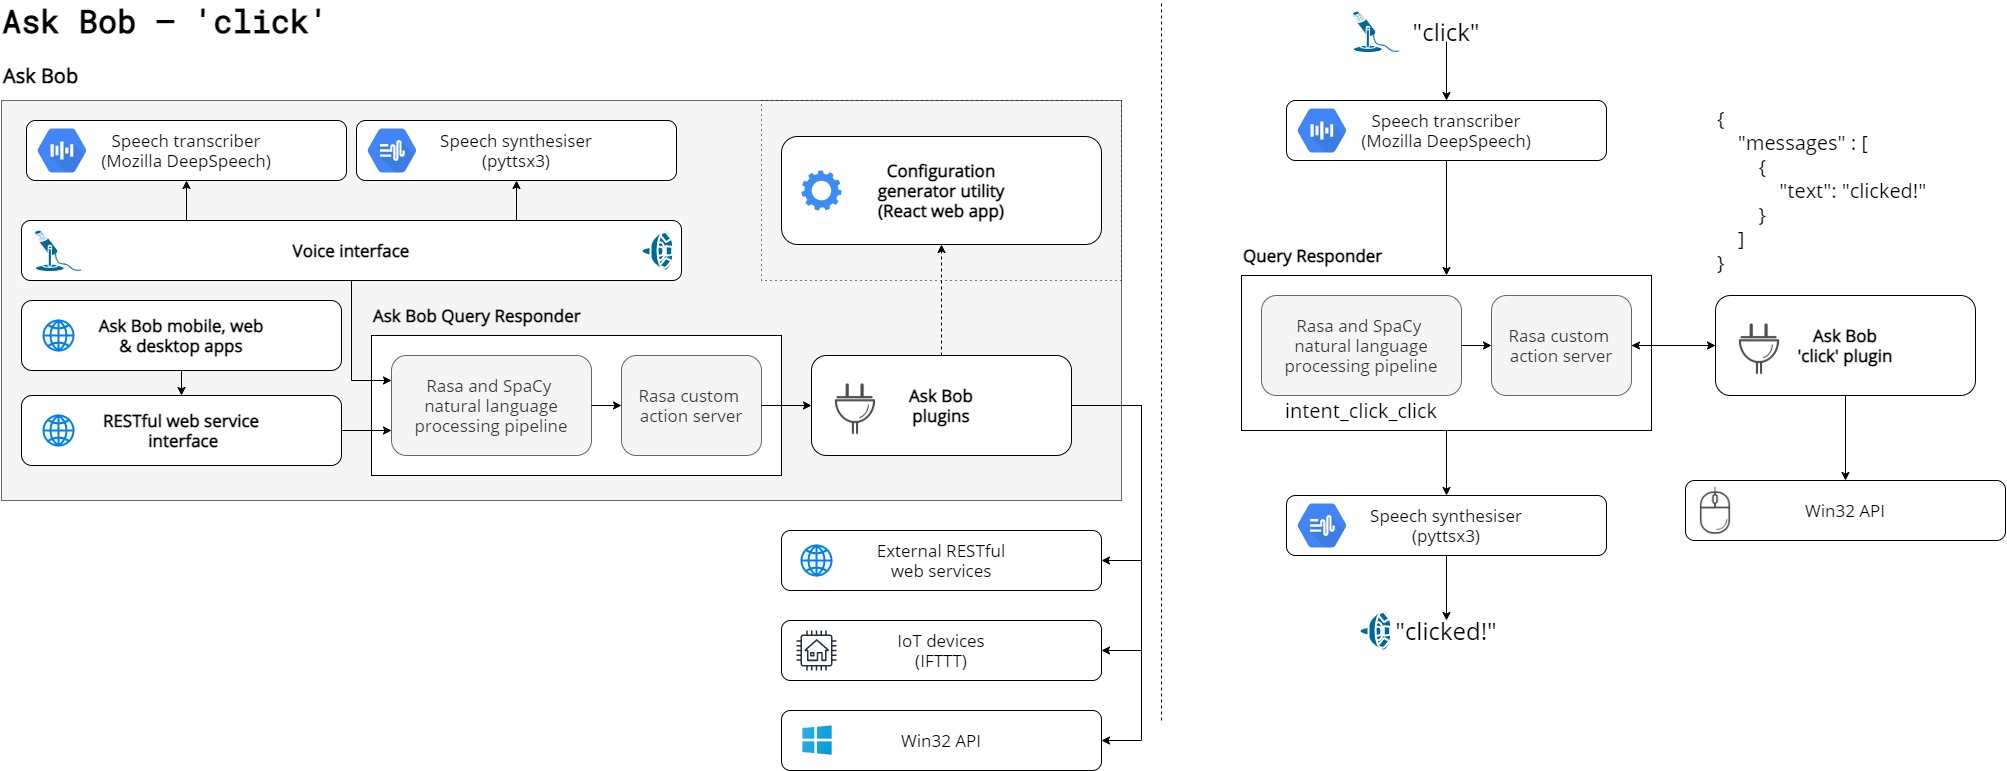 Ask Bob – 'click'
Ask Bob
Speech transcriber
(Mozilla DeepSpeech)
Speech synthesiser
(pyttsx3)
Configuration
generator utility
(React web app)
Voice interface
Ask Bob mobile, web
& desktop apps
RESTful web service
interface
Ask Bob Query Responder
Rasa and SpaCy
natural language
processing pipeline
Rasa custom
action server
Ask Bob
plugins
External RESTful
web services
IoT devices
(IFTTT)
Win32 API
"click"
Speech transcriber
(Mozilla DeepSpeech)
{
"messages" : [
{
"text": "clicked!"
}
]
}
Query Responder
Rasa and SpaCy
natural language
processing pipeline
intent_click_click
Rasa custom
action server
Ask Bob
'click' plugin
Win32 API
Speech synthesiser
(pyttsx3)
"clicked!"